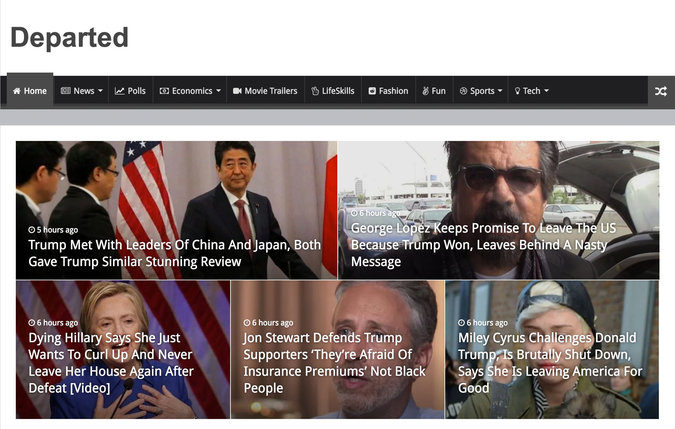 Departed
Home News Polls Economics Movie Trailers LifeSkills Fashion Fun Sports Tech
5 hours ago
Trump Met With Leaders Of China And Japan, Both
Gave Trump Similar Stunning Review
6 hours ago
George Lopez Keeps Promise To Leave The US
Because Trump Won, Leaves Behind A Nasty
Message
6 hours ago
Dying Hillary Says She Just
Wants To Curl Up And Never
Leave Her House Again After
Defeat [Video]
6 hours ago
Jon Stewart Defends Trump
Supporters ‘They’re Afraid Of
Insurance Premiums’ Not Black
People
6 hours ago
Miley Cyrus Challenges Donald
Trump, Is Brutally Shut Down,
Says She Is Leaving America For
Good